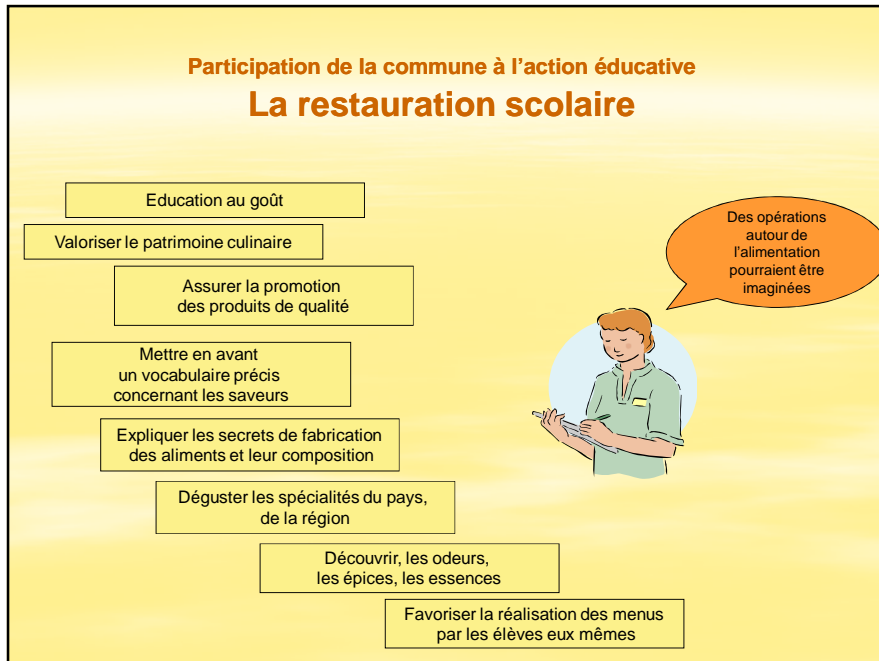 Participation de la commune à l'action éducative
La restauration scolaire
Education au goût
Valoriser le patrimoine culinaire
Assurer la promotion
des produits de qualité
Mettre en avant
un vocabulaire précis
concernant les saveurs
Expliquer les secrets de fabrication
des aliments et leur composition
Déguster les spécialités du pays,
de la région
Découvrir, les odeurs,
les épices, les essences
Favoriser la réalisation des menus
par les élèves eux mêmes
Des opérations
autour de
l'alimentation
pourraient être
imaginées